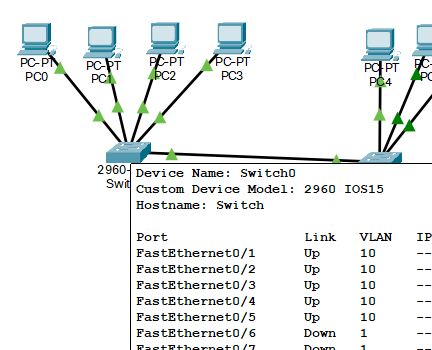 PC-PT
PC0
PC-PT
PC1
PC-PT
PC2
PC-PT
PC3
PC-PT
PC4
2960-
Swit
Device Name: Switch0
Custom Device Model: 2960 IOS15
Hostname: Switch
Port Link VLAN IP
FastEthernet0/1 Up 10 --
FastEthernet0/2 Up 10 --
FastEthernet0/3 Up 10 --
FastEthernet0/4 Up 10 --
FastEthernet0/5 Up 10 --
FastEthernet0/6 Down 1 --
FastEthernet0/7 Down 1 --